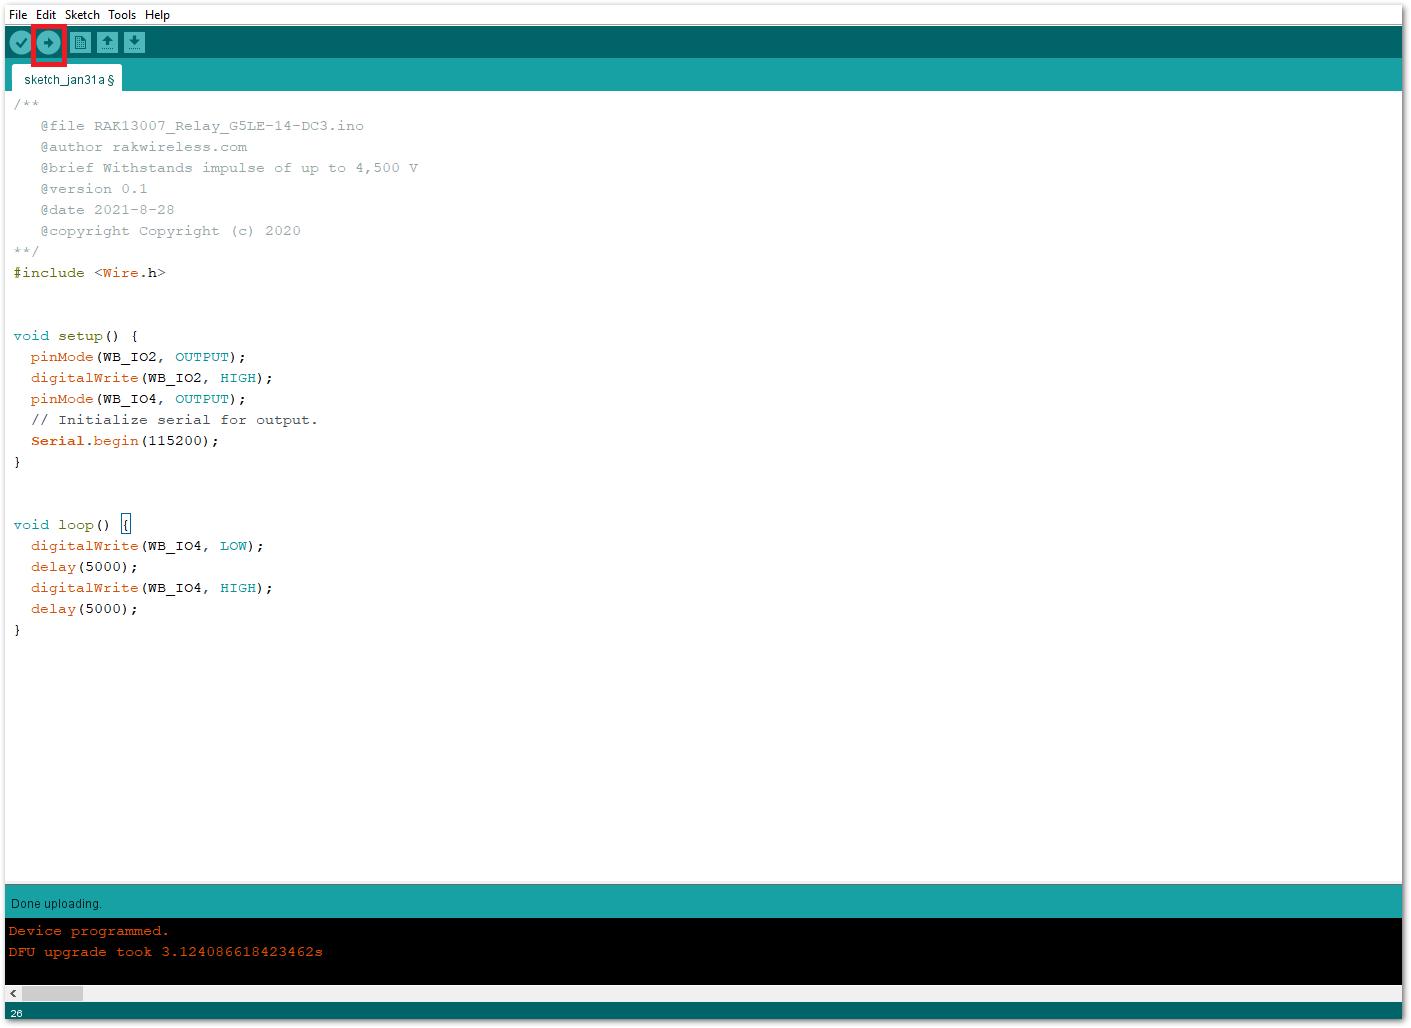 File Edit Sketch Tools Help
sketch_jan31a §
/**
@file RAK13007_Relay_G5LE-14-DC3.ino
@author rakwireless.com
@brief Withstands impulse of up to 4,500 V
@version 0.1
@date 2021-8-28
@copyright Copyright (c) 2020
**/
#include <Wire.h>
void setup() {
pinMode(WB_IO2, OUTPUT);
digitalWrite(WB_IO2, HIGH);
pinMode(WB_IO4, OUTPUT);
// Initialize serial for output.
Serial.begin(115200);
}
void loop() {
digitalWrite(WB_IO4, LOW);
delay(5000);
digitalWrite(WB_IO4, HIGH);
delay(5000);
}
Done uploading.
Device programmed.
DFU upgrade took 3.124086618423462s
26